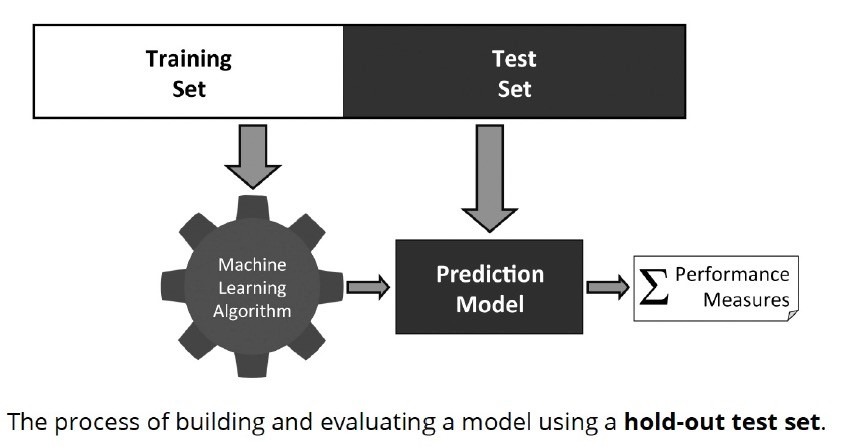 Training
Set
Test
Set
Machine
Learning
Algorithm
Prediction
Model
∑ Performance
Measures
The process of building and evaluating a model using a hold-out test set.